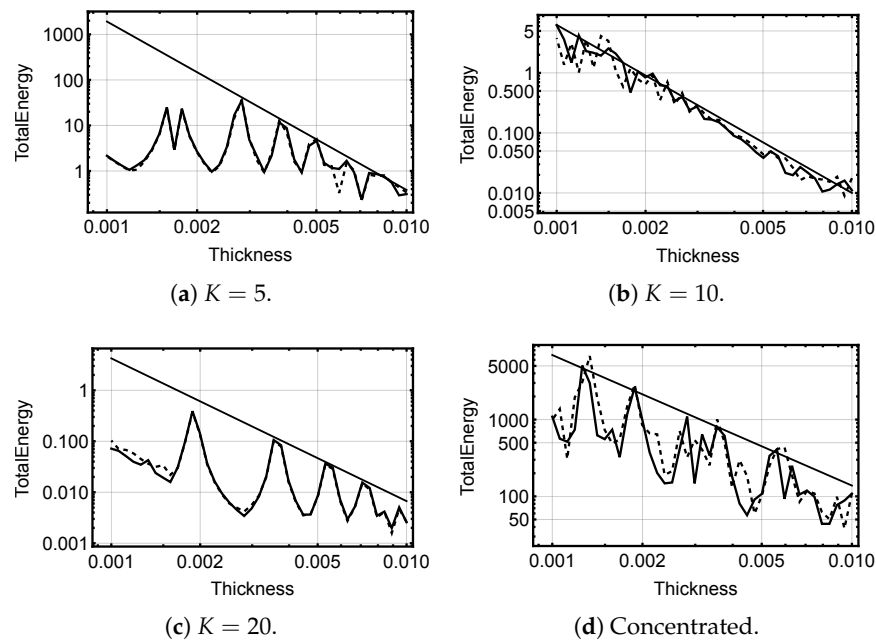 1000
100
10
1
TotalEnergy
0.001 0.002 0.005 0.010
Thickness
(a) K = 5.
5
1
0.500
0.100
0.050
0.010
0.005
TotalEnergy
0.001 0.002 0.005 0.010
Thickness
(b) K = 10.
1
0.100
0.010
0.001
TotalEnergy
0.001 0.002 0.005 0.010
Thickness
(c) K = 20.
5000
1000
500
100
50
TotalEnergy
0.001 0.002 0.005 0.010
Thickness
(d) Concentrated.